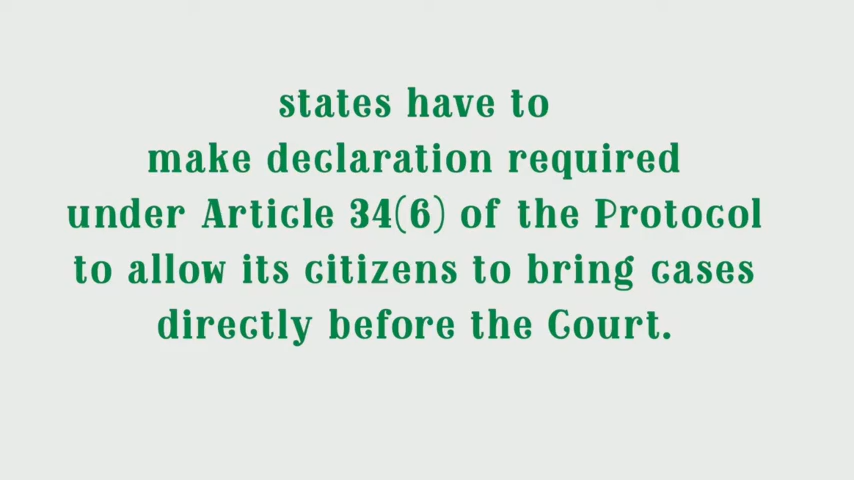 states have to
make declaration required
under Article 34(6) of the Protocol
to allow its citizens to bring cases
directly before the Court.